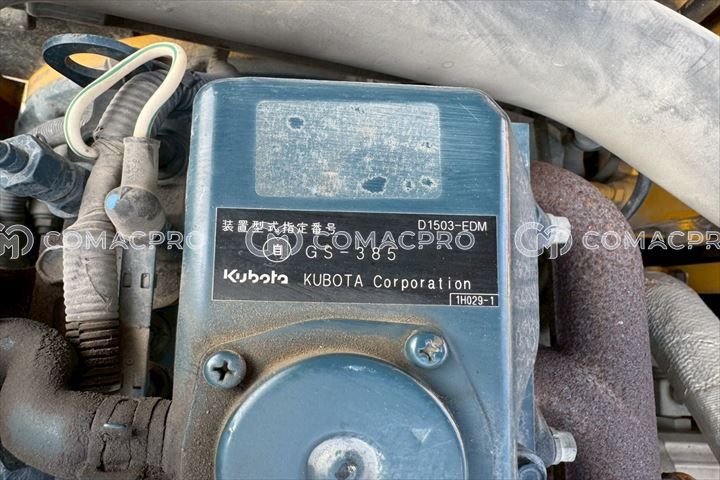 装置型式指定番号 D1503-EDM
自 GS-385
Kubota KUBOTA Corporation
1H029-1
COMACPRO COMACPRO COMACPRO